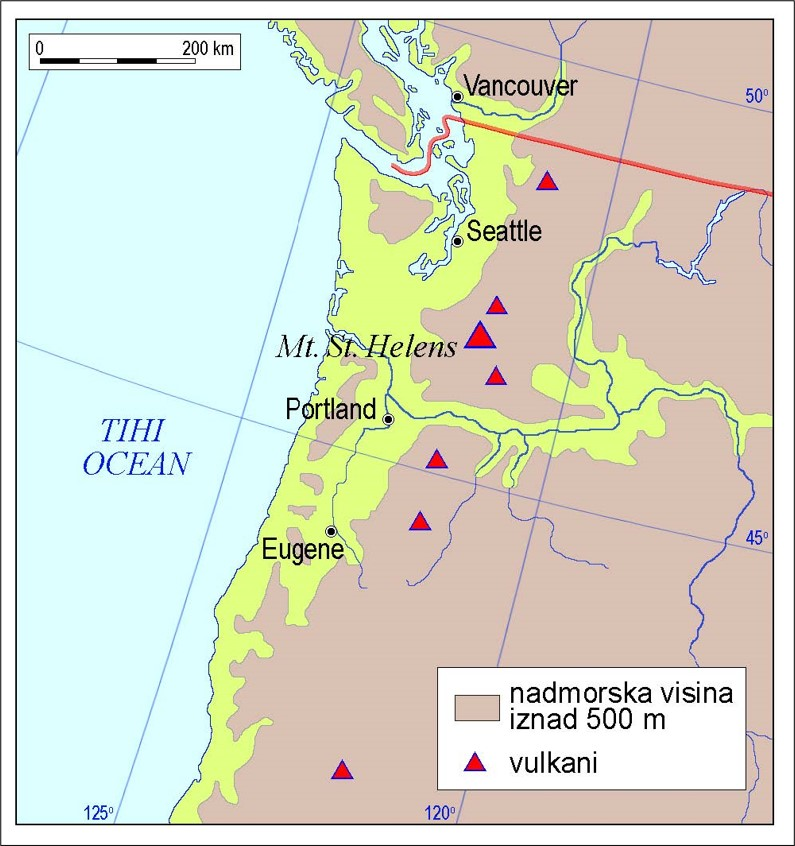 0 200 km
Vancouver
50°
Seattle
Mt. St. Helens
Portland
TIHI
OCEAN
45°
Eugene
nadmorska visina
iznad 500 m
vulkani
125°
120°